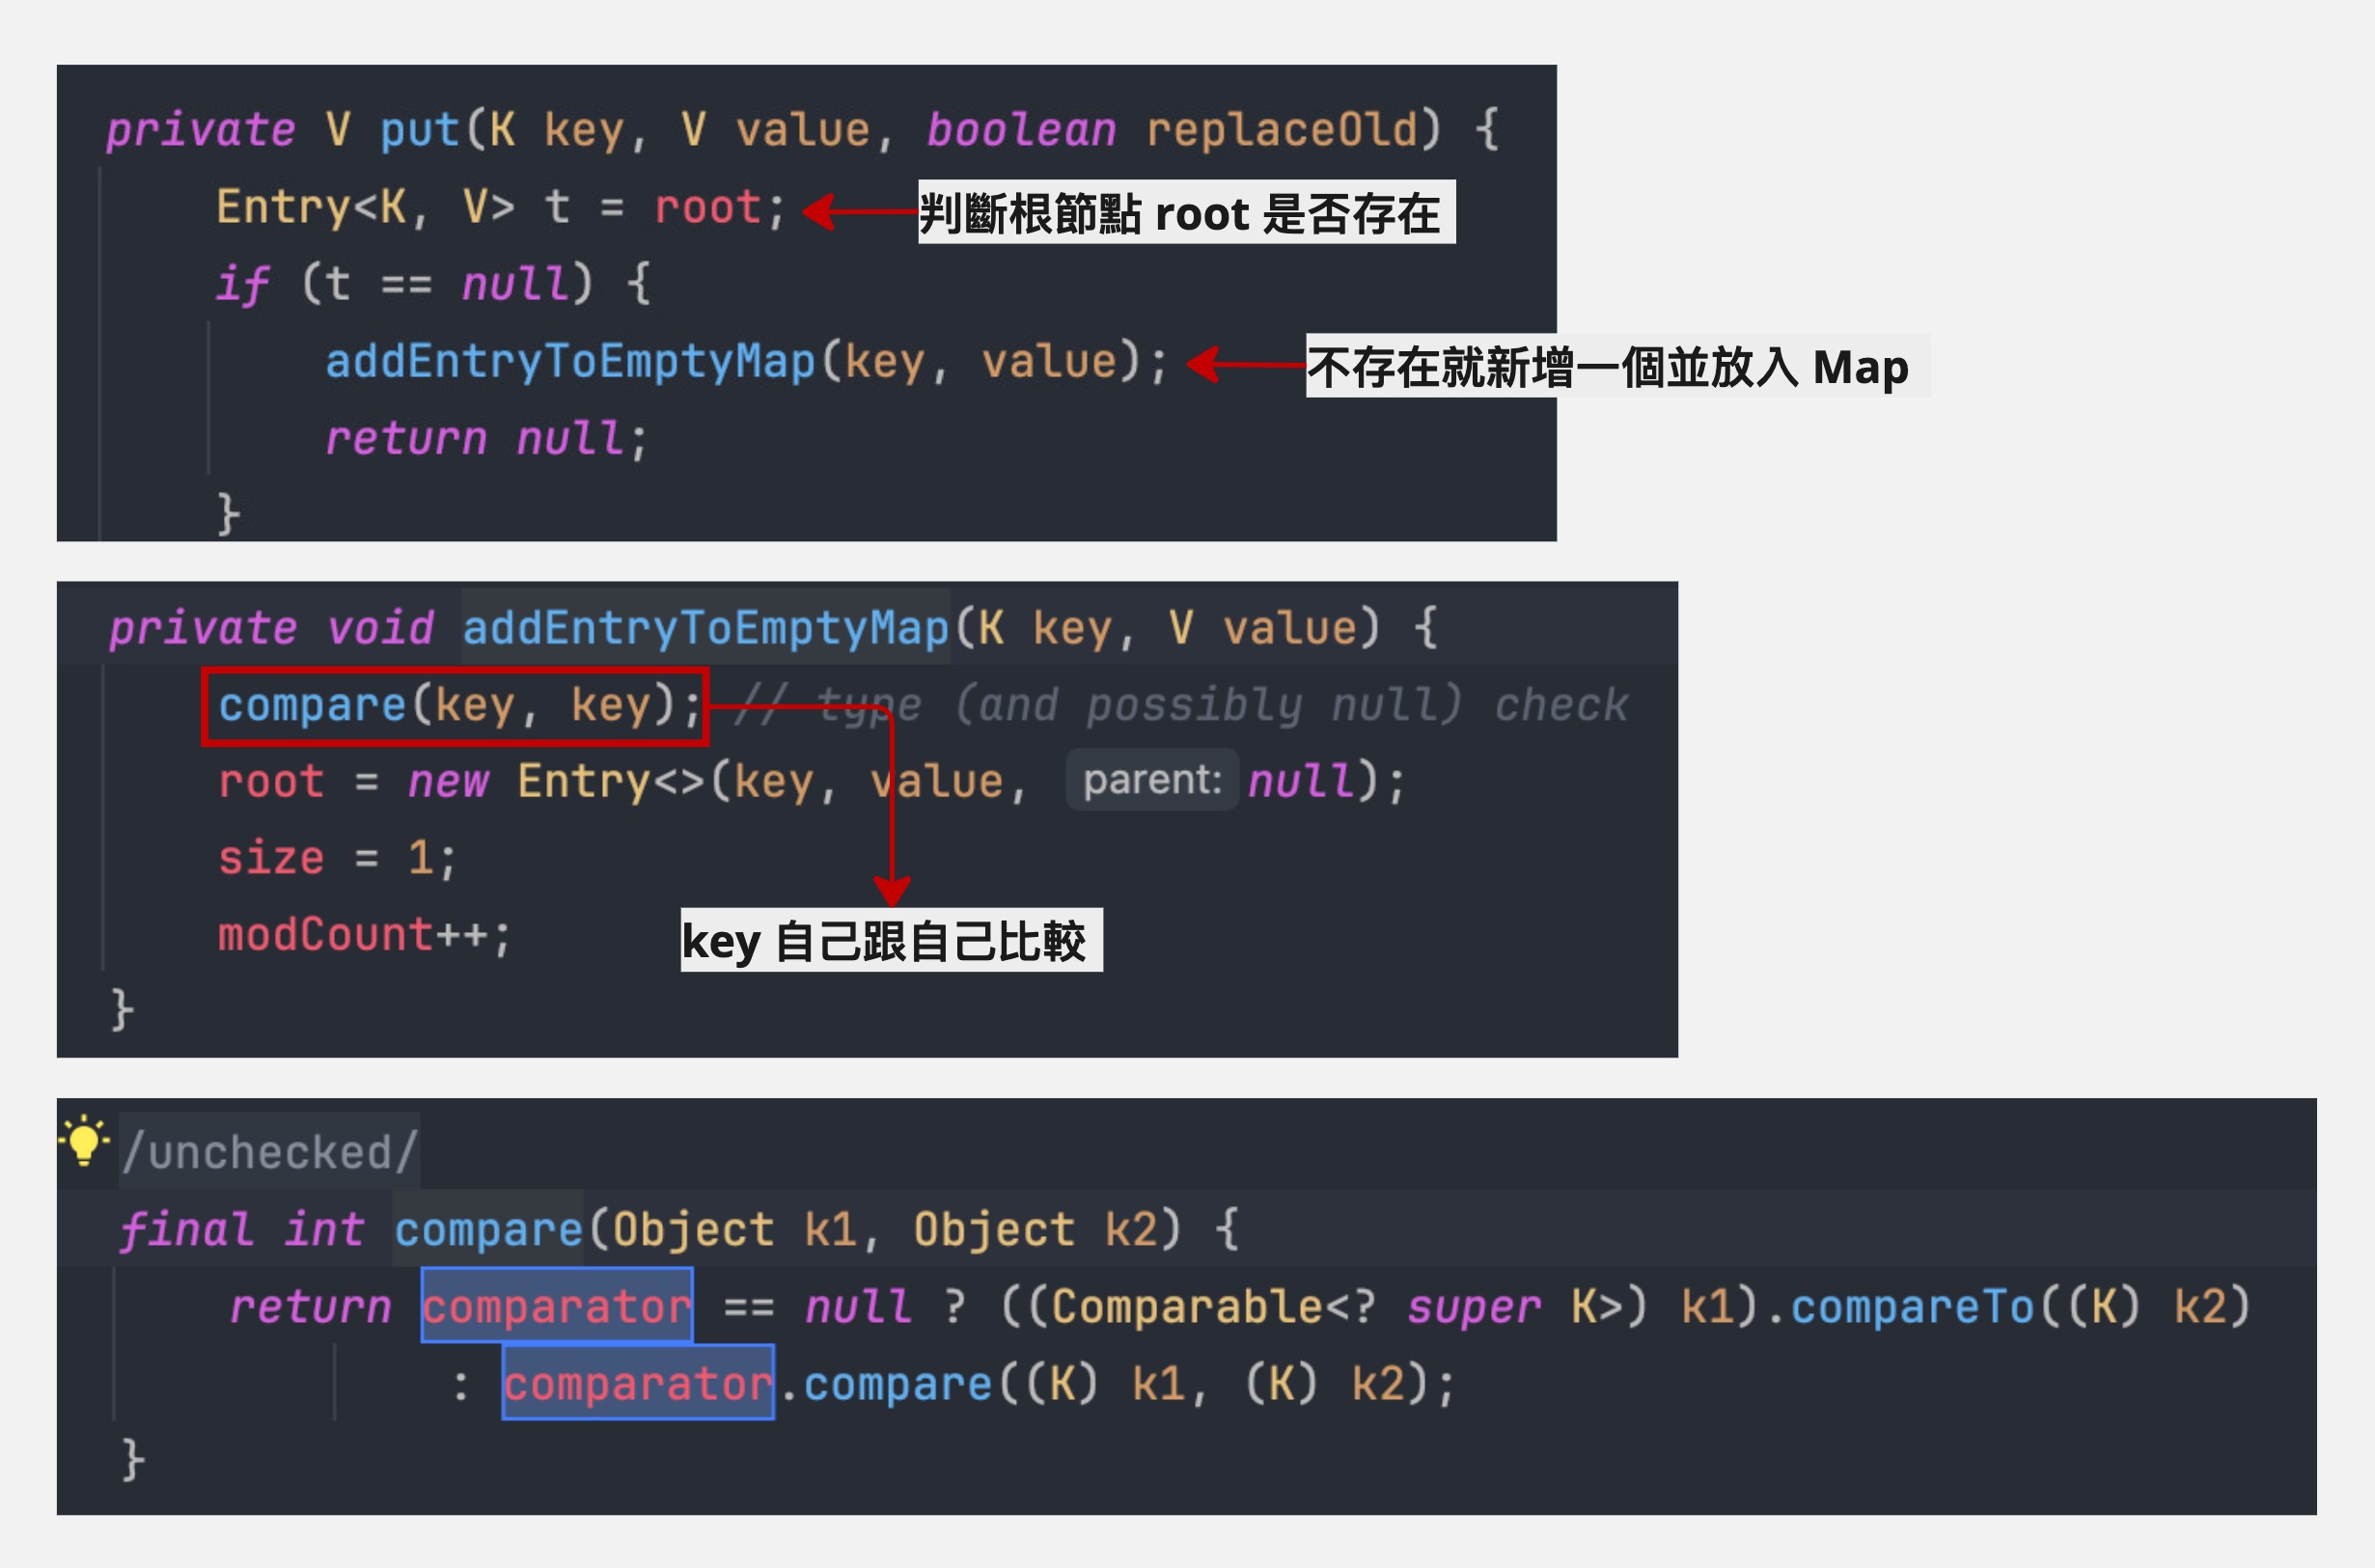 private V put(K key, V value, boolean replaceOld) {
Entry<K, V> t = root;
判斷根節點 root 是否存在
if (t == null) {
addEntryToEmptyMap(key, value);
不存在就新增一個並放入 Map
return null;
}
private void addEntryToEmptyMap(K key, V value) {
compare(key, key); // type (and possibly null) check
root = new Entry<>(key, value, parent: null);
size = 1;
modCount++;
key 自己跟自己比較
}
/unchecked/
final int compare(Object k1, Object k2) {
return comparator == null ? ((Comparable<? super K>) k1).compareTo((K) k2)
: comparator.compare((K) k1, (K) k2);
}